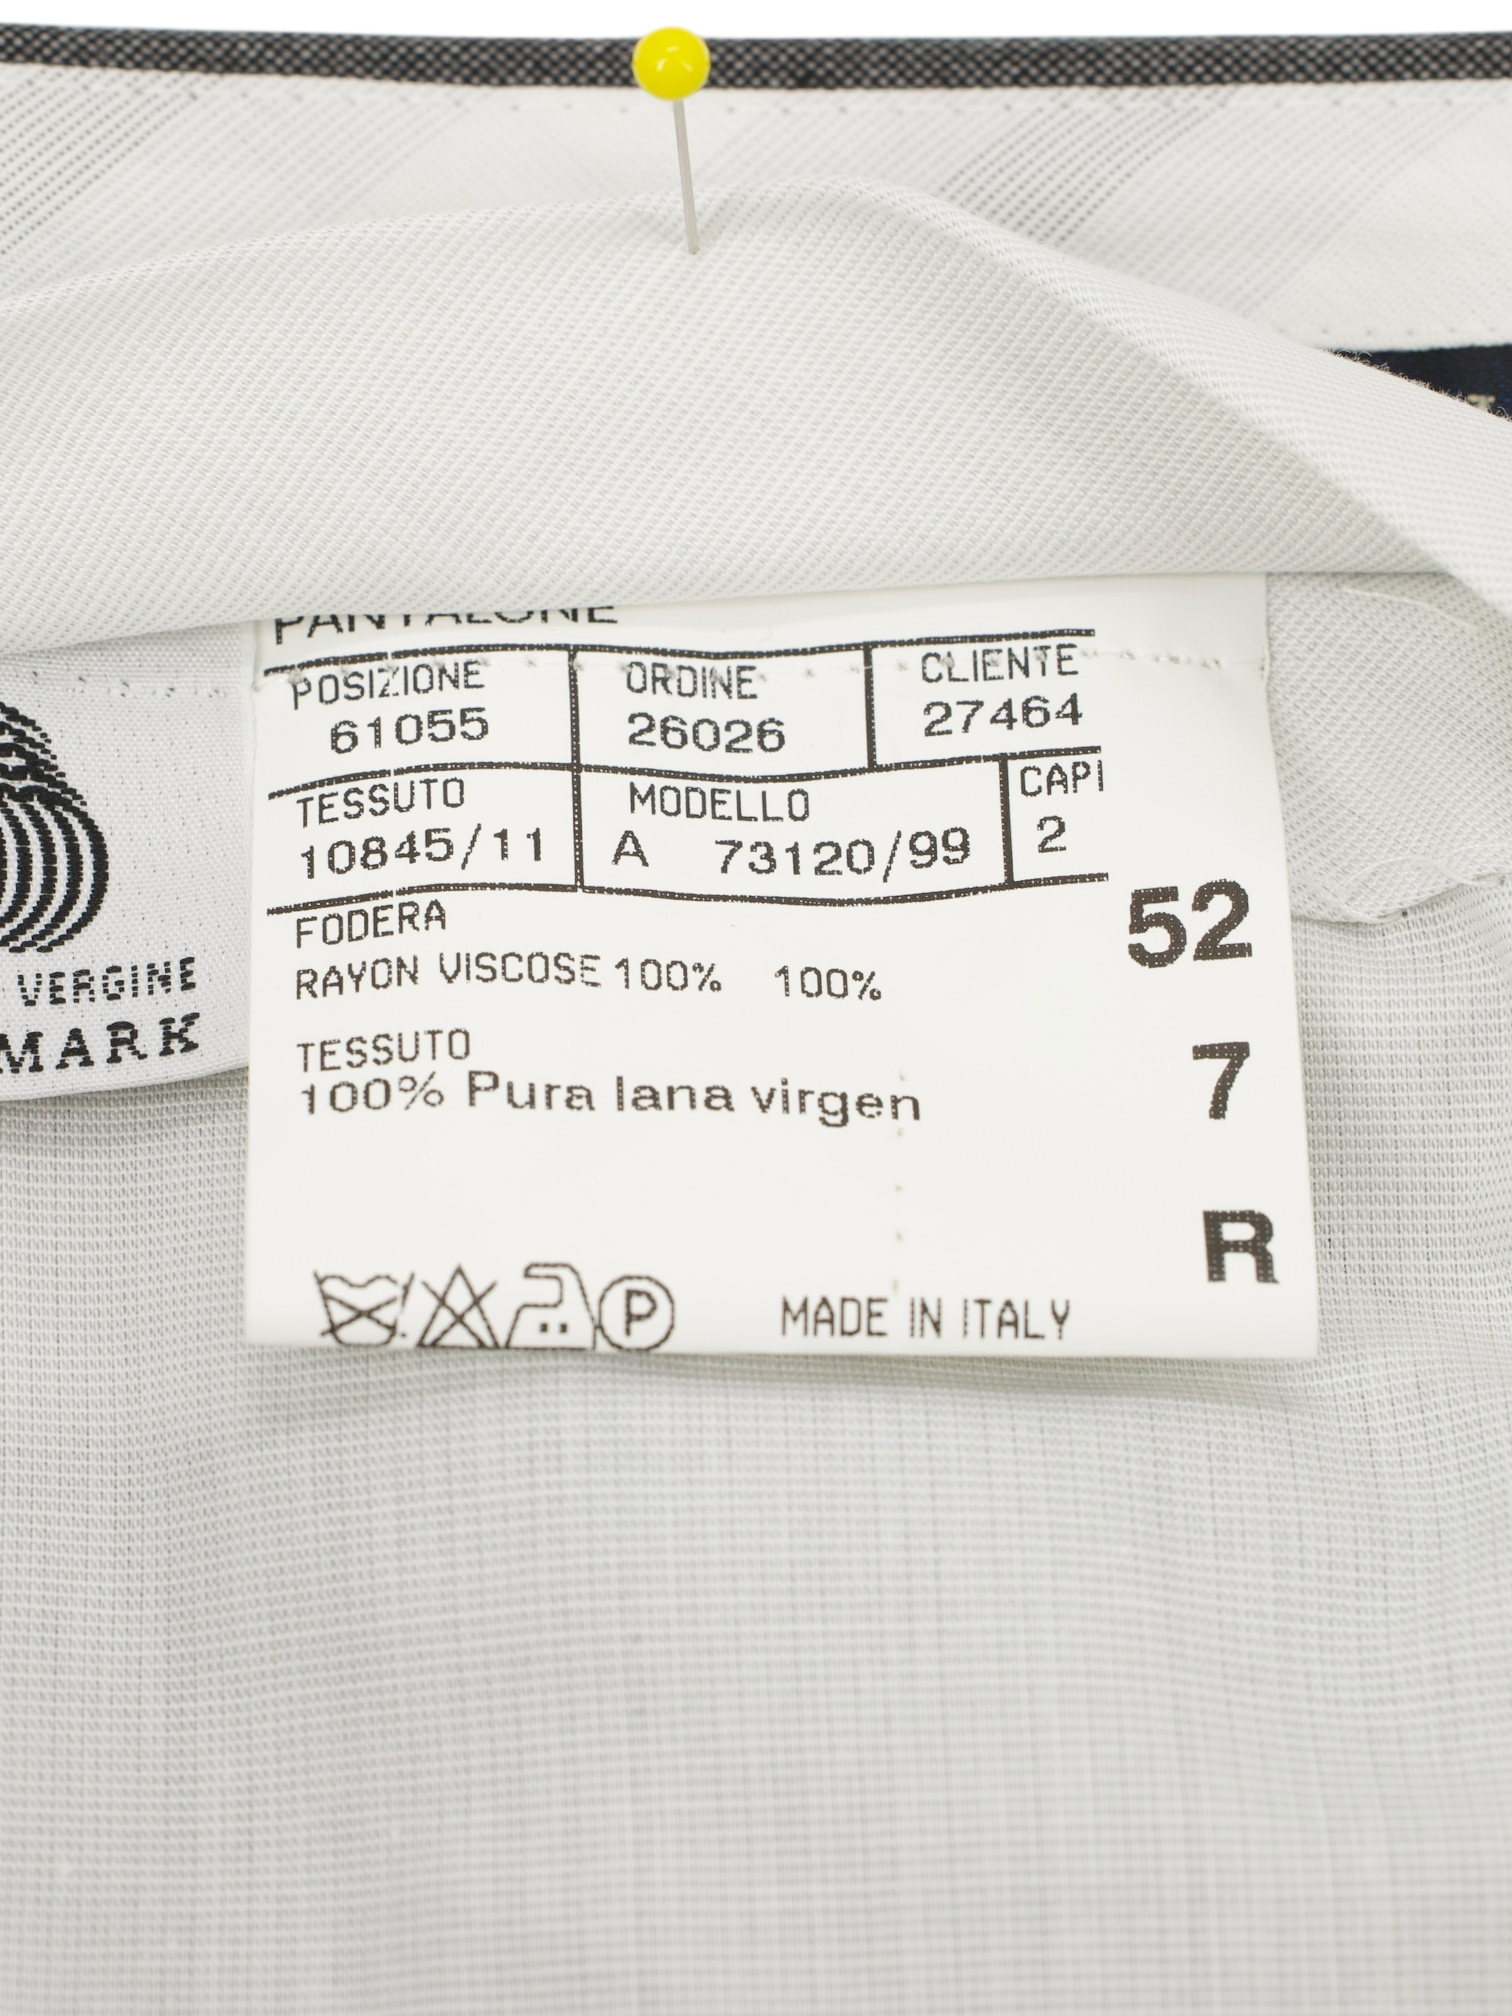 PANTALONE
POSIZIONE ORDINE CLIENTE
61055 26026 27464
TESSUTO MODELLO CAPI
10845/11 A 73120/99 2
52
FODERA
RAYON VISCOSE 100% 100%
TESSUTO
100% Pura lana virgen
7
R
P
MADE IN ITALY
VERGINE
MARK